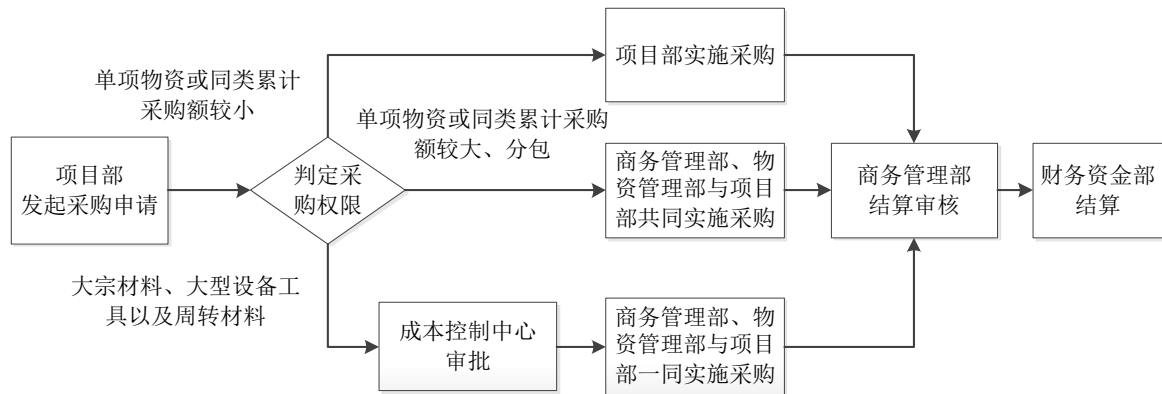 项目部实施采购
单项物资或同类累计
采购额较小
单项物资或同类累计采购
额较大、分包
项目部
发起采购申请
判定采
购权限
商务管理部、物
资管理部与项目
部共同实施采购
商务管理部
结算审核
财务资金部
结算
大宗材料、大型设备工
具以及周转材料
成本控制中心
审批
商务管理部、物
资管理部与项目
部一同实施采购